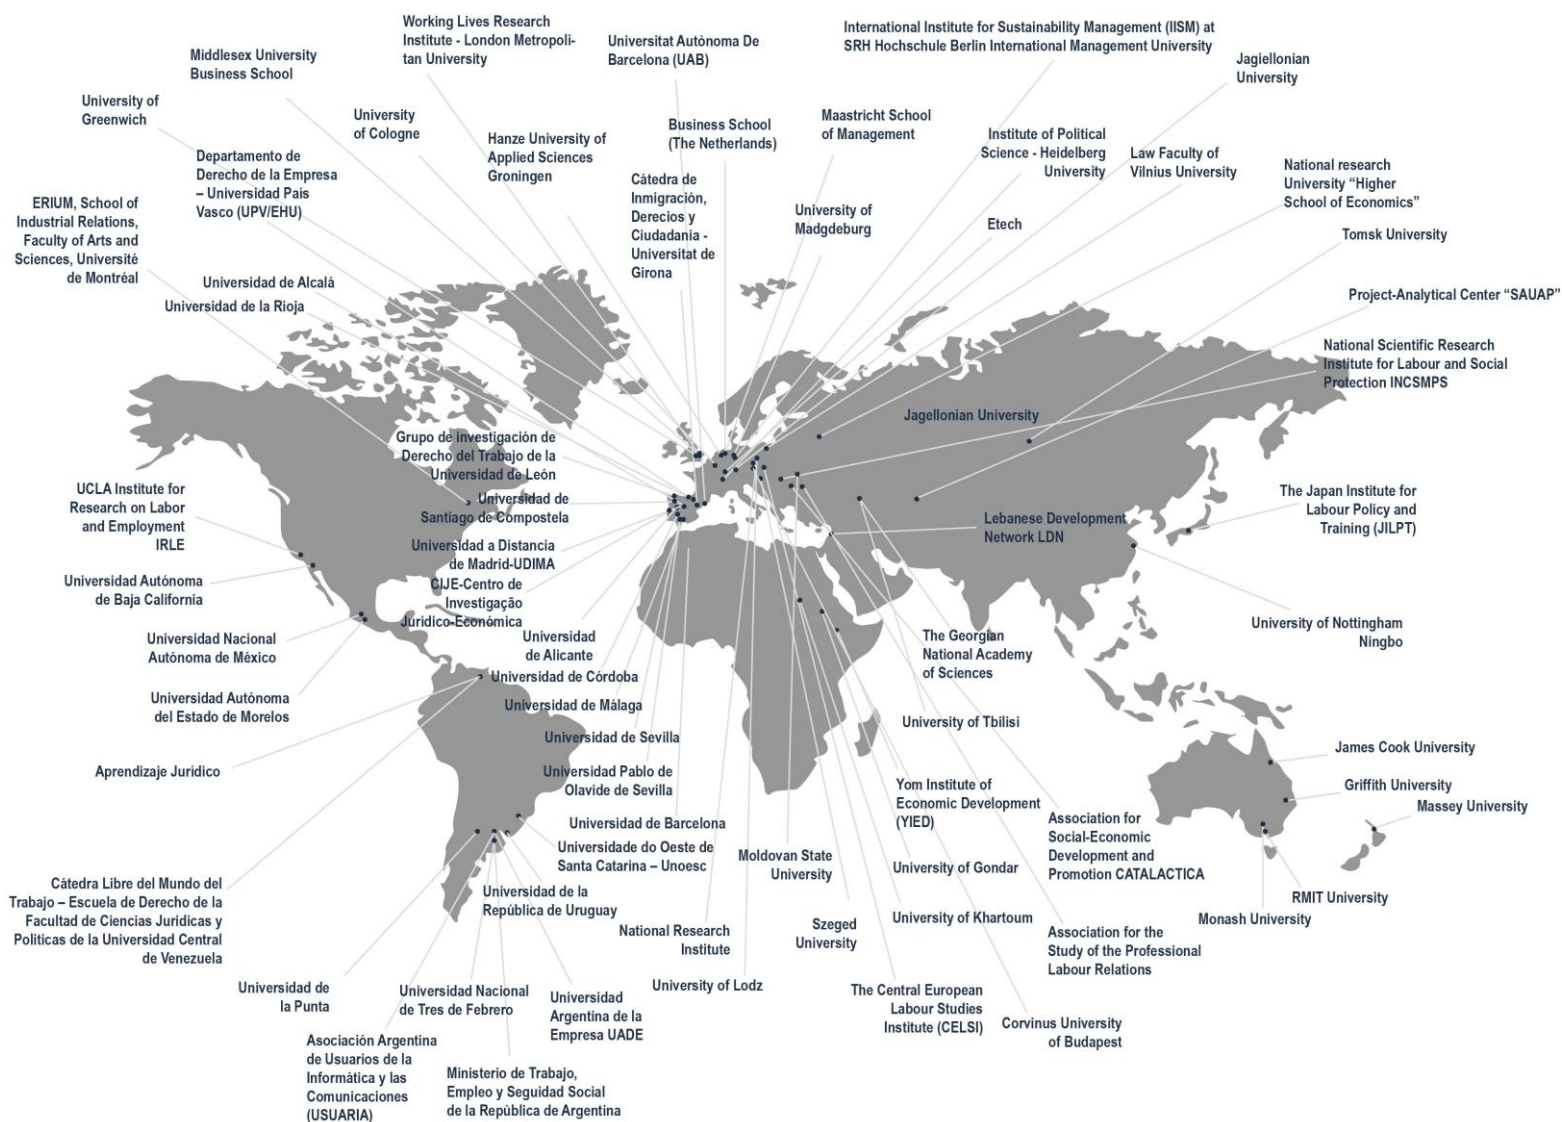 Working Lives Research
Institute - London Metropoli-
tan University
International Institute for Sustainability Management (IISM) at
SRH Hochschule Berlin International Management University
Universitat Autónoma De
Barcelona (UAB)
Middlesex University
Business School
Jagiellonian
University
University of
Greenwich
University
of Cologne
Hanze University of
Applied Sciences
Groningen
Business School
(The Netherlands)
Maastricht School
of Management
Institute of Political
Science - Heidelberg
University
Law Faculty of
Vilnius University
National research
University “Higher
School of Economics”
Departamento de
Derecho de la Empresa
– Universidad País
Vasco (UPV/EHU)
Cátedra de
Inmigración,
Derecios y
Ciudadania -
Universitat de
Girona
ERIUM, School of
Industrial Relations,
Faculty of Arts and
Sciences, Université
de Montréal
University of
Madgdeburg
Etech
Tomsk University
Universidad de Alcalá
Universidad de la Rioja
Project-Analytical Center “SAUAP”
National Scientific Research
Institute for Labour and Social
Protection INCSMPS
Jagellonian University
Grupo de investigación de
Derecho del Trabajo de la
Universidad de León
UCLA Institute for
Research on Labor
and Employment
IRLE
Universidad de
Santiago de Compostela
The Japan Institute for
Labour Policy and
Training (JILPT)
Lebanese Development
Network LDN
Universidad a Distancia
de Madrid-UDIMA
Universidad Autónoma
de Baja California
CIJE-Centro de
Investigação
Jurídico-Económica
University of Nottingham
Ningbo
Universidad Nacional
Autónoma de México
Universidad
de Alicante
The Georgian
National Academy
of Sciences
Universidad de Córdoba
Universidad Autónoma
del Estado de Morelos
Universidad de Málaga
University of Tbilisi
Universidad de Sevilla
James Cook University
Aprendizaje Jurídico
Universidad Pablo de
Olavide de Sevilla
Yom Institute of
Economic Development
(YIED)
Griffith University
Massey University
Universidad de Barcelona
Association for
Social-Economic
Development and
Promotion CATALACTICA
Universidade do Oeste de
Santa Catarina – Unoesc
Moldovan State
University
University of Gondar
Cátedra Libre del Mundo del
Trabajo – Escuela de Derecho de la
Facultad de Ciencias Juridicas y
Politicas de la Universidad Central
de Venezuela
Universidad de la
República de Uruguay
RMIT University
Monash University
University of Khartoum
Szeged
University
National Research
Institute
Association for the
Study of the Professional
Labour Relations
University of Lodz
Universidad de
la Punta
Universidad Nacional
de Tres de Febrero
Universidad
Argentina de la
Empresa UADE
The Central European
Labour Studies
Institute (CELSI)
Corvinus University
of Budapest
Asociación Argentina
de Usuarios de la
Informática y las
Comunicaciones
(USUARIA)
Ministerio de Trabajo,
Empleo y Seguidad Social
de la República de Argentina